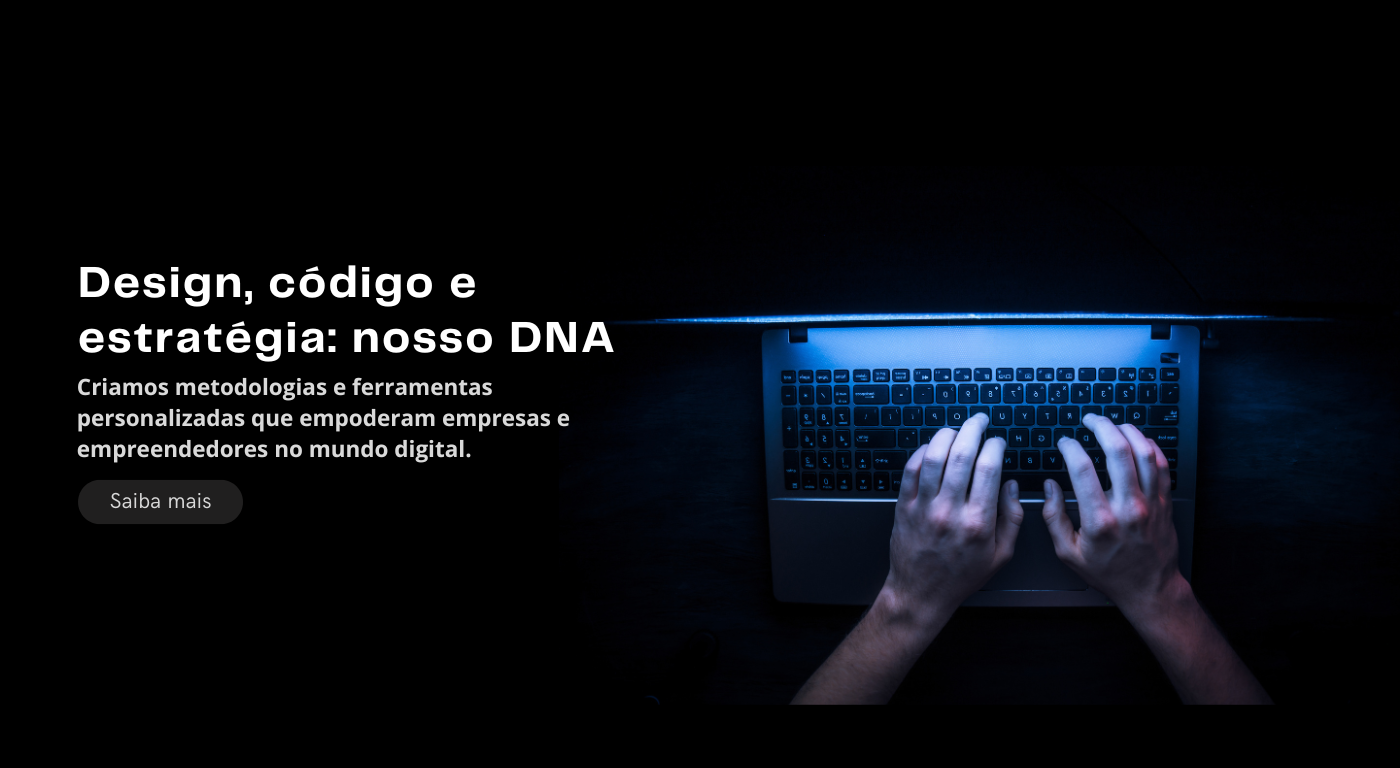 Design, código e
estratégia: nosso DNA
Criamos metodologias e ferramentas
personalizadas que empoderam empresas e
empreendedores no mundo digital.
Saiba mais